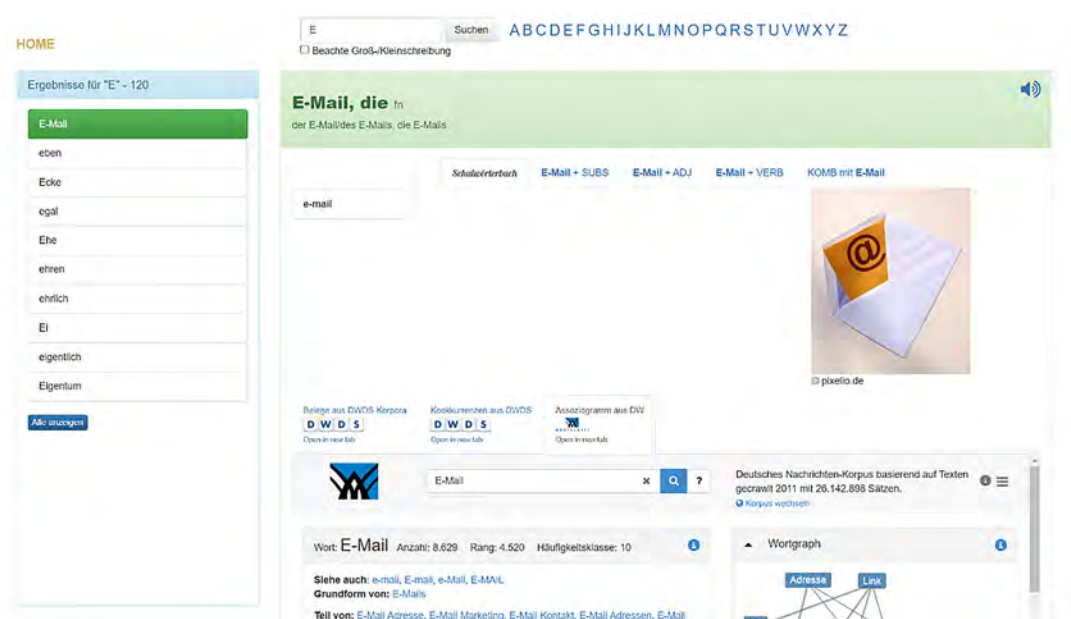 E
Suchen
A B C D E F G H I J K L M N O P Q R S T U V W X Y Z
HOME
Beachte Groß-/Kleinschreibung
Ergebnisse für "E" - 120
E-Mail
eben
Ecke
egal
Ehe
ehren
ehrlich
Ei
eigentlich
Eigentum
Alle anzeigen
E-Mail, die fn
der E-Mail/des E-Mails, die E-Mails
Schulwörterbuch
E-Mail + SUBS
E-Mail + ADJ
E-Mail + VERB
KOMB mit E-Mail
e-mail
@
pixelio.de
Belege aus DWDS-Korpora
D W D S
Open in new tab
Kookkurrenzen aus DWDS
D W D S
Open in new tab
Assoziogramm aus DW
Open in new tab
E-Mail
x
?
Deutsches Nachrichten-Korpus basierend auf Texten
gecrawlt 2011 mit 26.142.898 Sätzen.
Korpus wechseln
Wort: E-Mail Anzahl: 8.629 Rang: 4.520 Häufigkeitsklasse: 10
Siehe auch: e-mail, E-mail, e-Mail, E-MAIL
Grundform von: E-Mails
Teil von: E-Mail Adresse, E-Mail Marketing, E-Mail Kontakt, E-Mail Adressen, E-Mail
Wortgraph
Adresse
Link